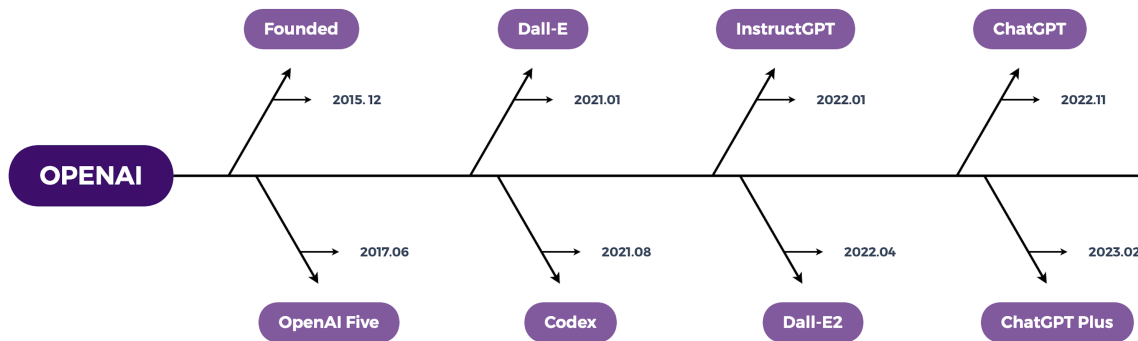 Founded
Dall-E
InstructGPT
ChatGPT
2015. 12
2021.01
2022.01
2022.11
OPENAI
2017.06
2021.08
2022.04
2023.02
OpenAI Five
Codex
Dall-E2
ChatGPT Plus